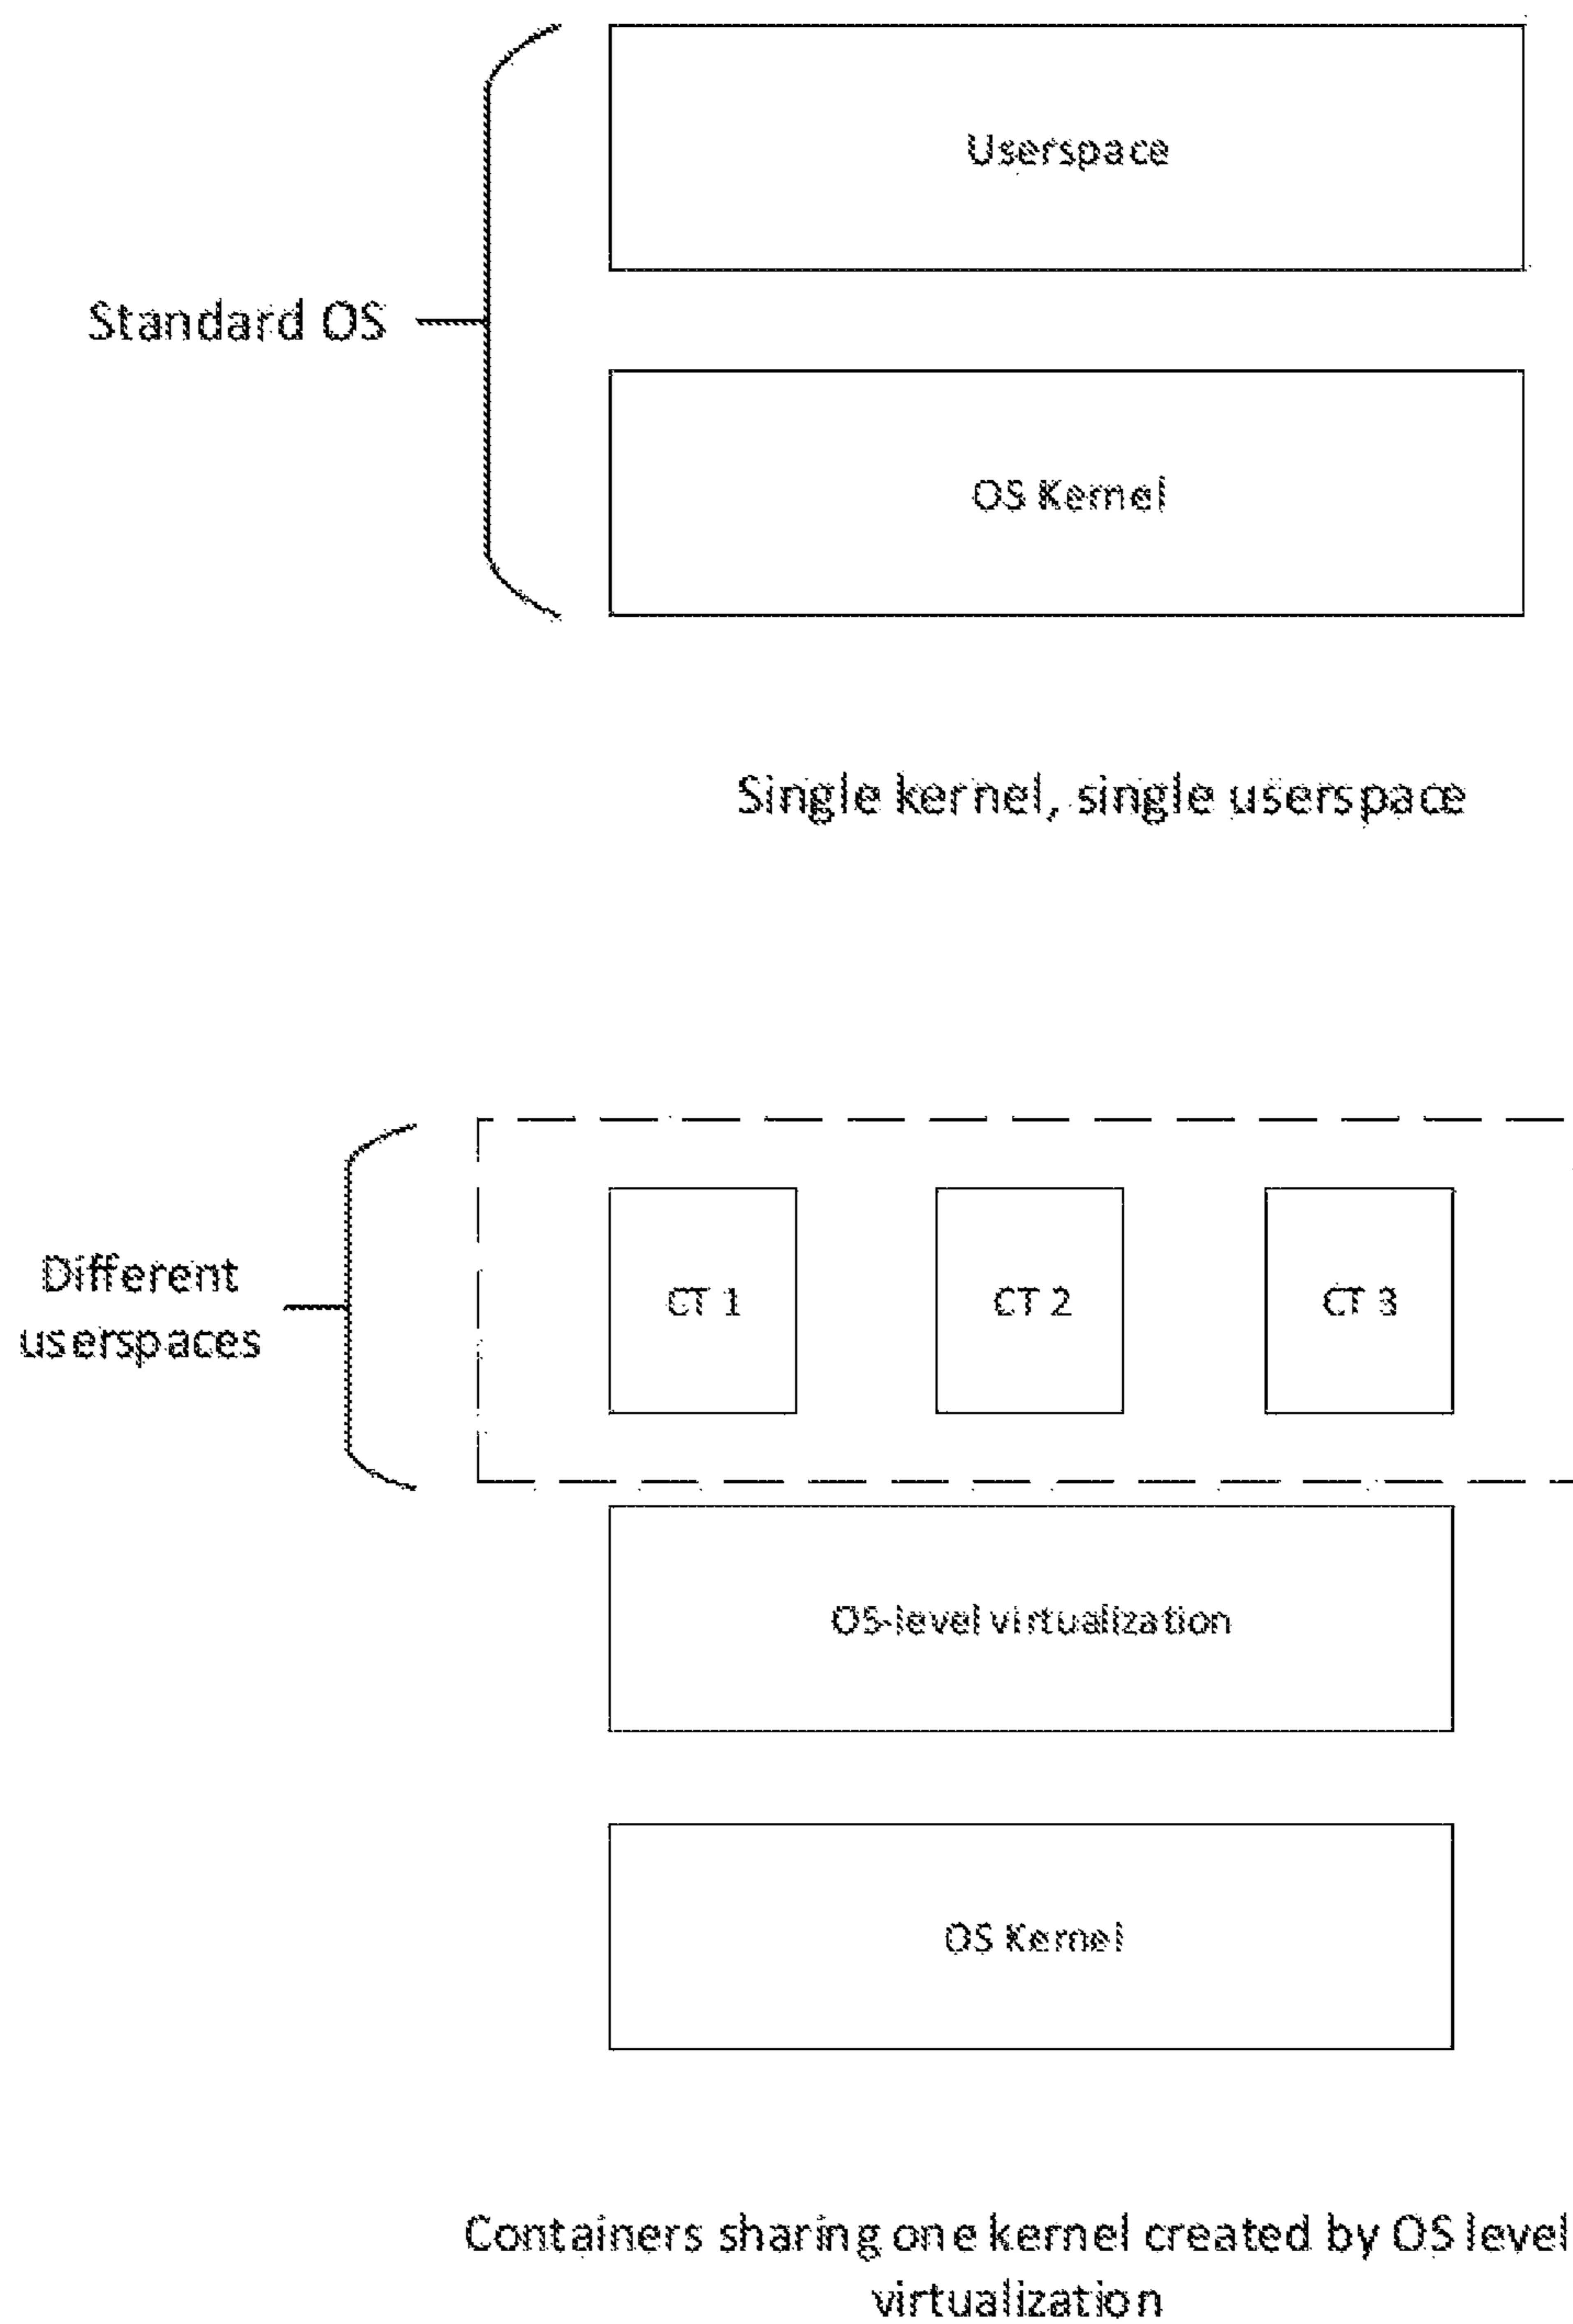 Userspace
Standard OS
OS Kernel
Single kernel, single userspace
Different
userspaces
CT 1
CT 2
CT 3
OS-level virtualization
OS Kernel
Containers sharing one kernel created by OS level
virtualization